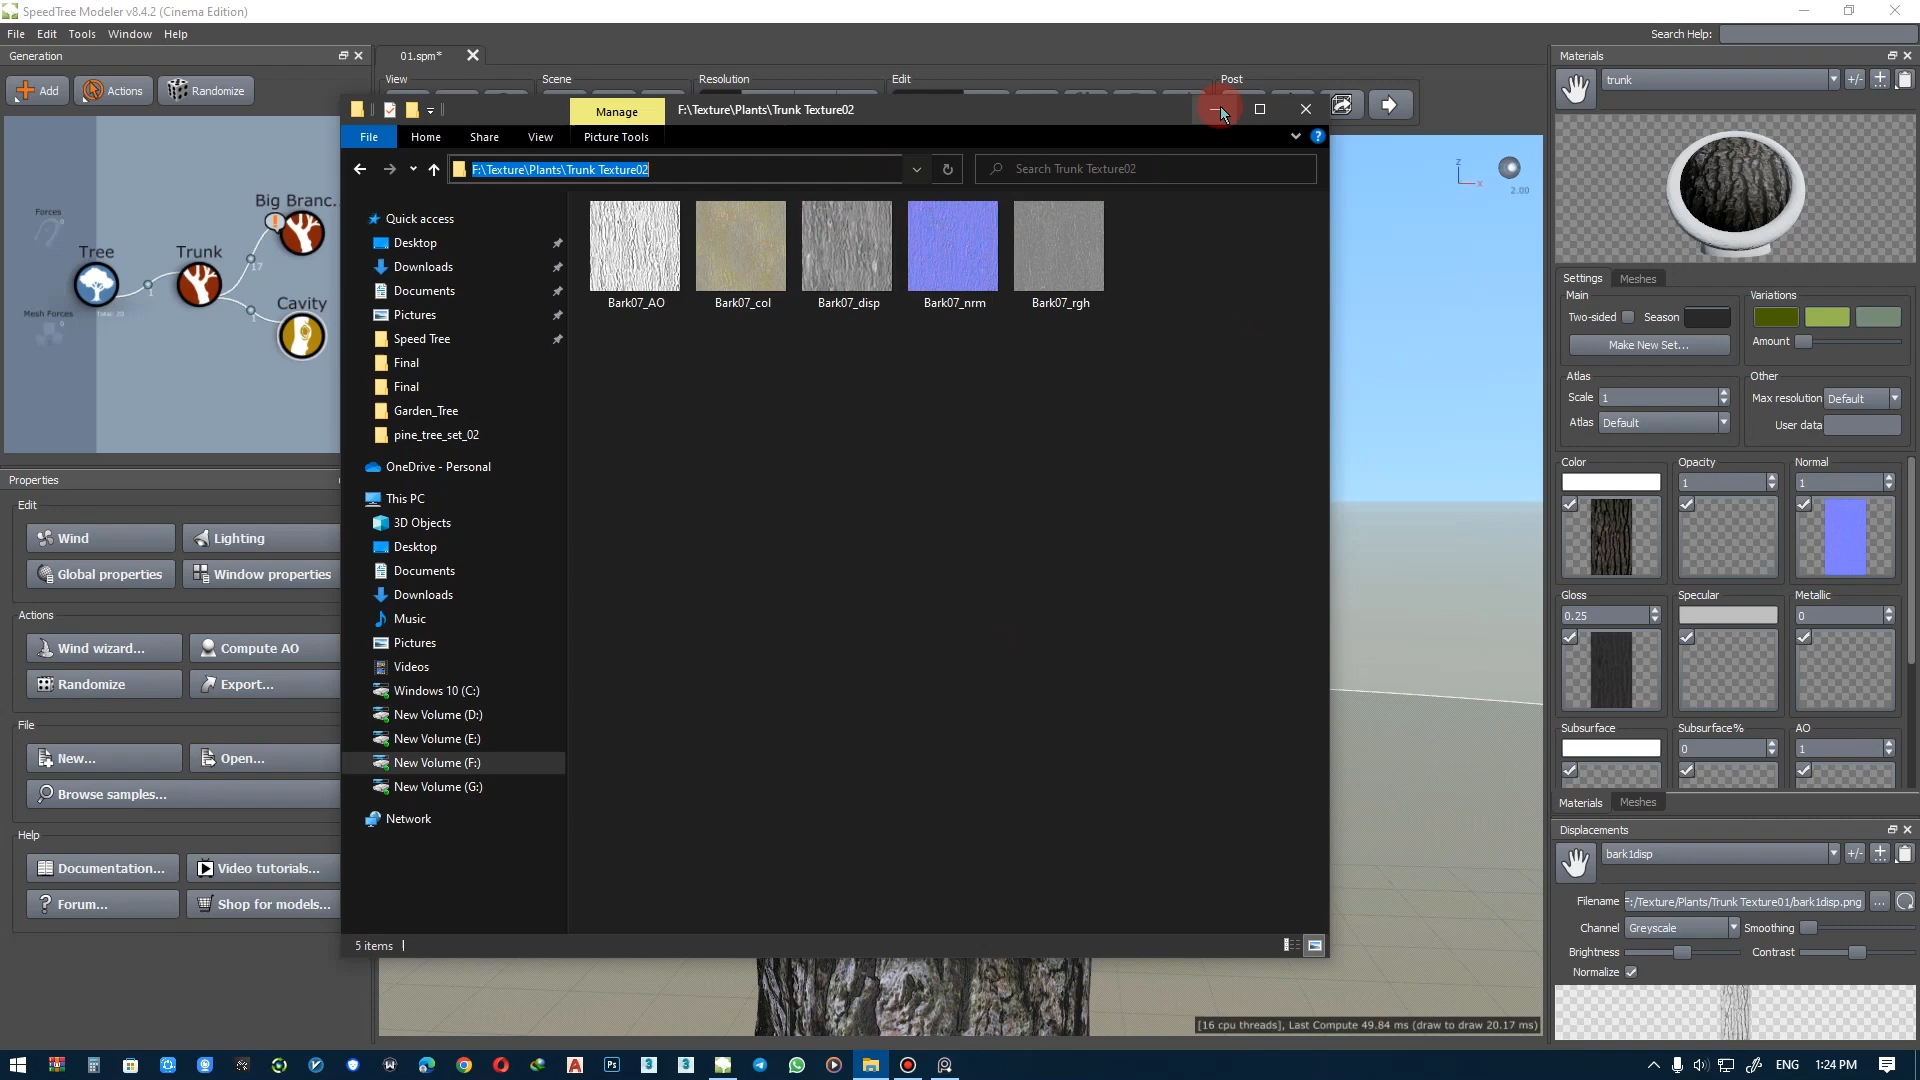 SpeedTree Modeler v8.4.2 (Cinema Edition)
File Edit Tools Window Help
Search Help:
Generation
01.spm*
Materials
Add
Actions
Randomize
View
Scene
Resolution
Edit
Post
trunk
Manage
F:\Texture\Plants\Trunk Texture02
File
Home
Share
View
Picture Tools
F:\Texture\Plants\Trunk Texture02
Search Trunk Texture02
z
x
2.00
Forces
Big Branc...
Tree
Trunk
17
1
Cavity
1
Mesh Forces
0
Total: 20
Quick access
Desktop
Downloads
Documents
Pictures
Speed Tree
Final
Final
Garden_Tree
pine_tree_set_02
OneDrive - Personal
This PC
3D Objects
Desktop
Documents
Downloads
Music
Pictures
Videos
Windows 10 (C:)
New Volume (D:)
New Volume (E:)
New Volume (F:)
New Volume (G:)
Network
Bark07_AO
Bark07_col
Bark07_disp
Bark07_nrm
Bark07_rgh
5 items
Properties
Edit
Wind
Lighting
Global properties
Window properties
Actions
Wind wizard...
Compute AO
Randomize
Export...
File
New...
Open...
Browse samples...
Help
Documentation...
Video tutorials...
Forum...
Shop for models...
Settings
Meshes
Main
Variations
Two-sided
Season
Make New Set...
Amount
Atlas
Other
Scale 1
Max resolution Default
Atlas Default
User data
Color
Opacity
Normal
1
1
Gloss
Specular
Metallic
0.25
0
Subsurface
Subsurface%
AO
0
1
Materials
Meshes
Displacements
bark1disp
Filename F:/Texture/Plants/Trunk Texture01/bark1disp.png
Channel Greyscale
Smoothing
Brightness
Contrast
Normalize
[16 cpu threads], Last Compute 49.84 ms (draw to draw 20.17 ms)
ENG
1:24 PM